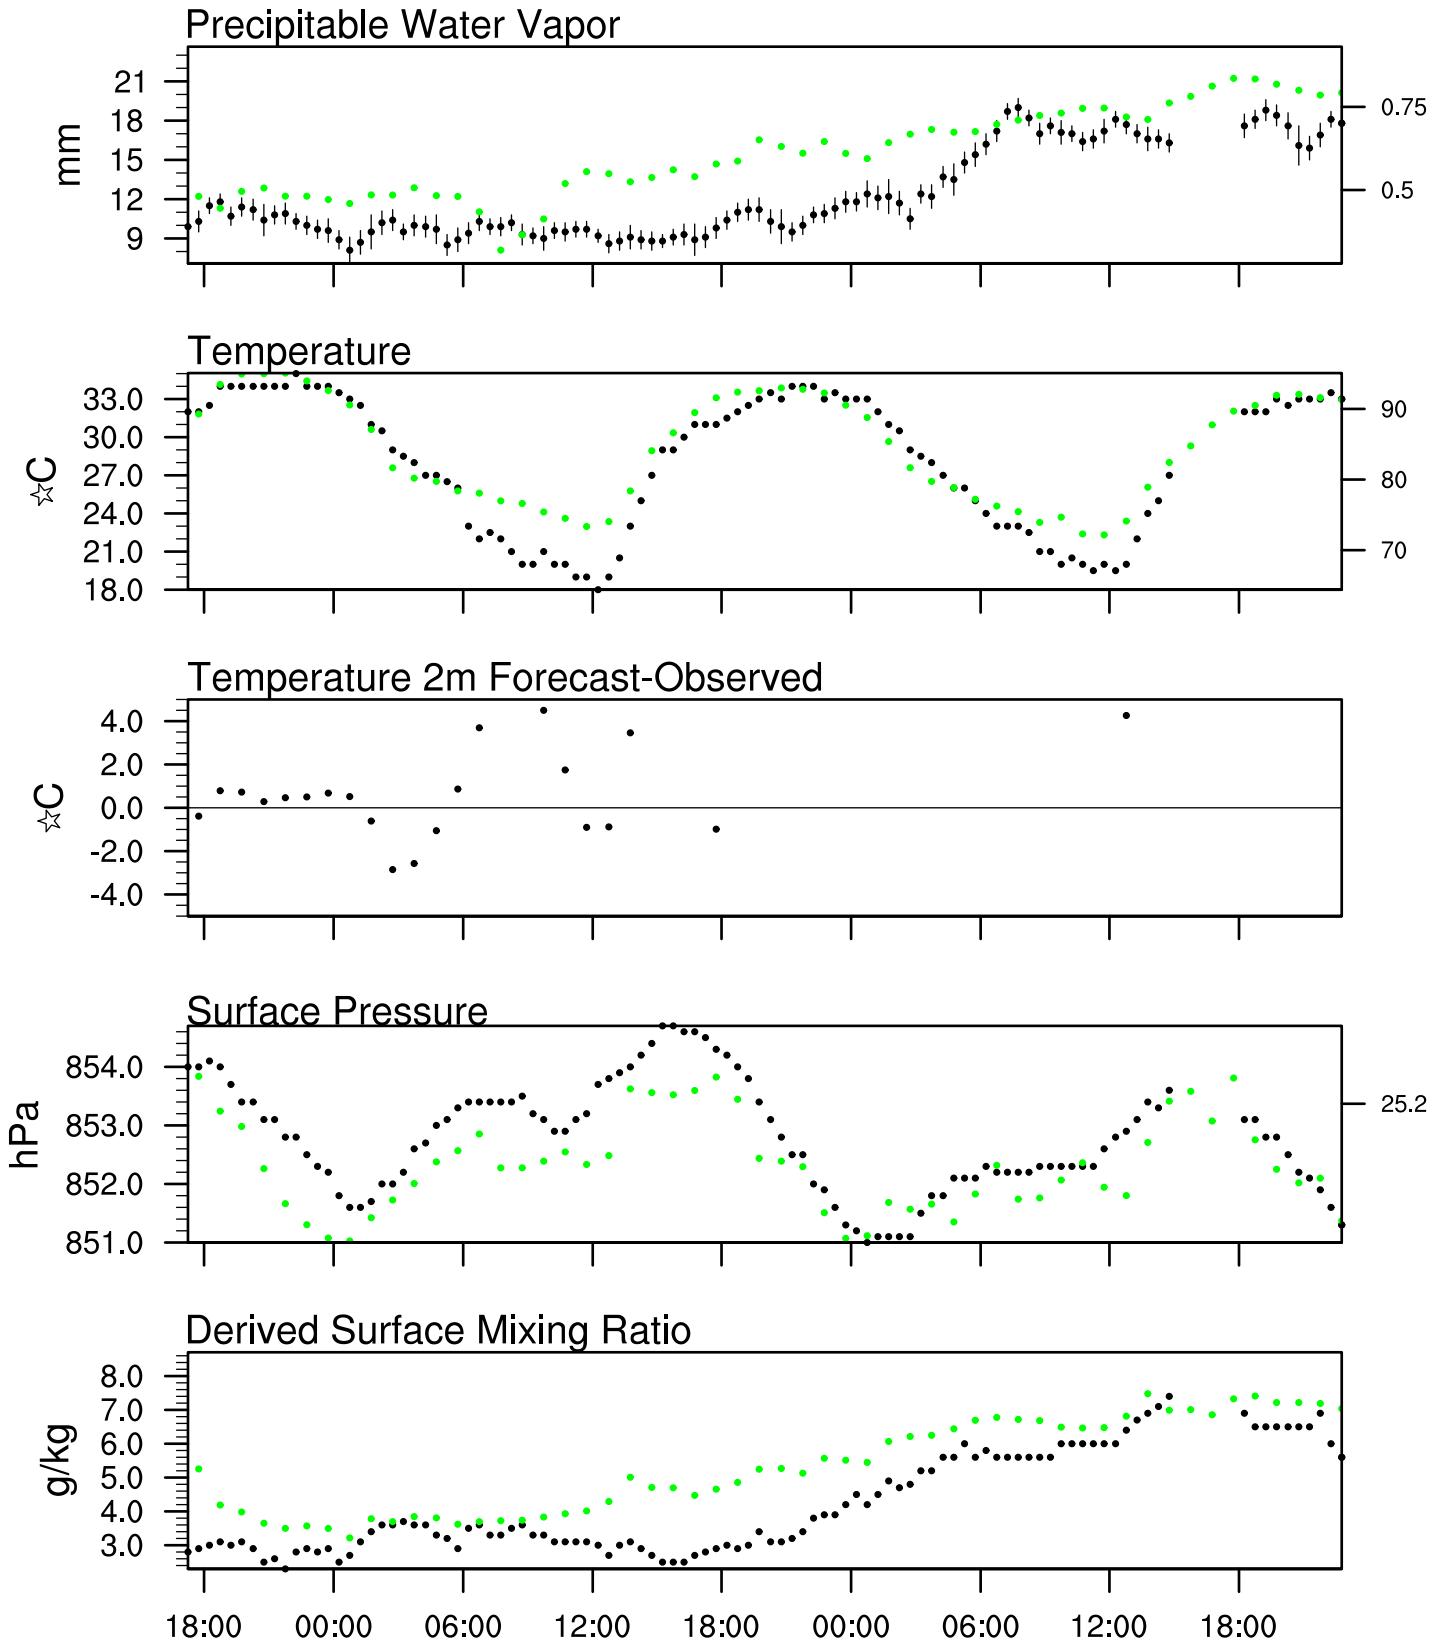 Precipitable Water Vapor
21
18
15
12
9
mm
0.75
0.5
Temperature
33.0
30.0
27.0
24.0
21.0
18.0
☆C
90
80
70
Temperature 2m Forecast-Observed
4.0
2.0
0.0
-2.0
-4.0
☆C
Surface Pressure
854.0
853.0
852.0
851.0
hPa
25.2
Derived Surface Mixing Ratio
8.0
7.0
6.0
5.0
4.0
3.0
g/kg
18:00 00:00 06:00 12:00 18:00 00:00 06:00 12:00 18:00